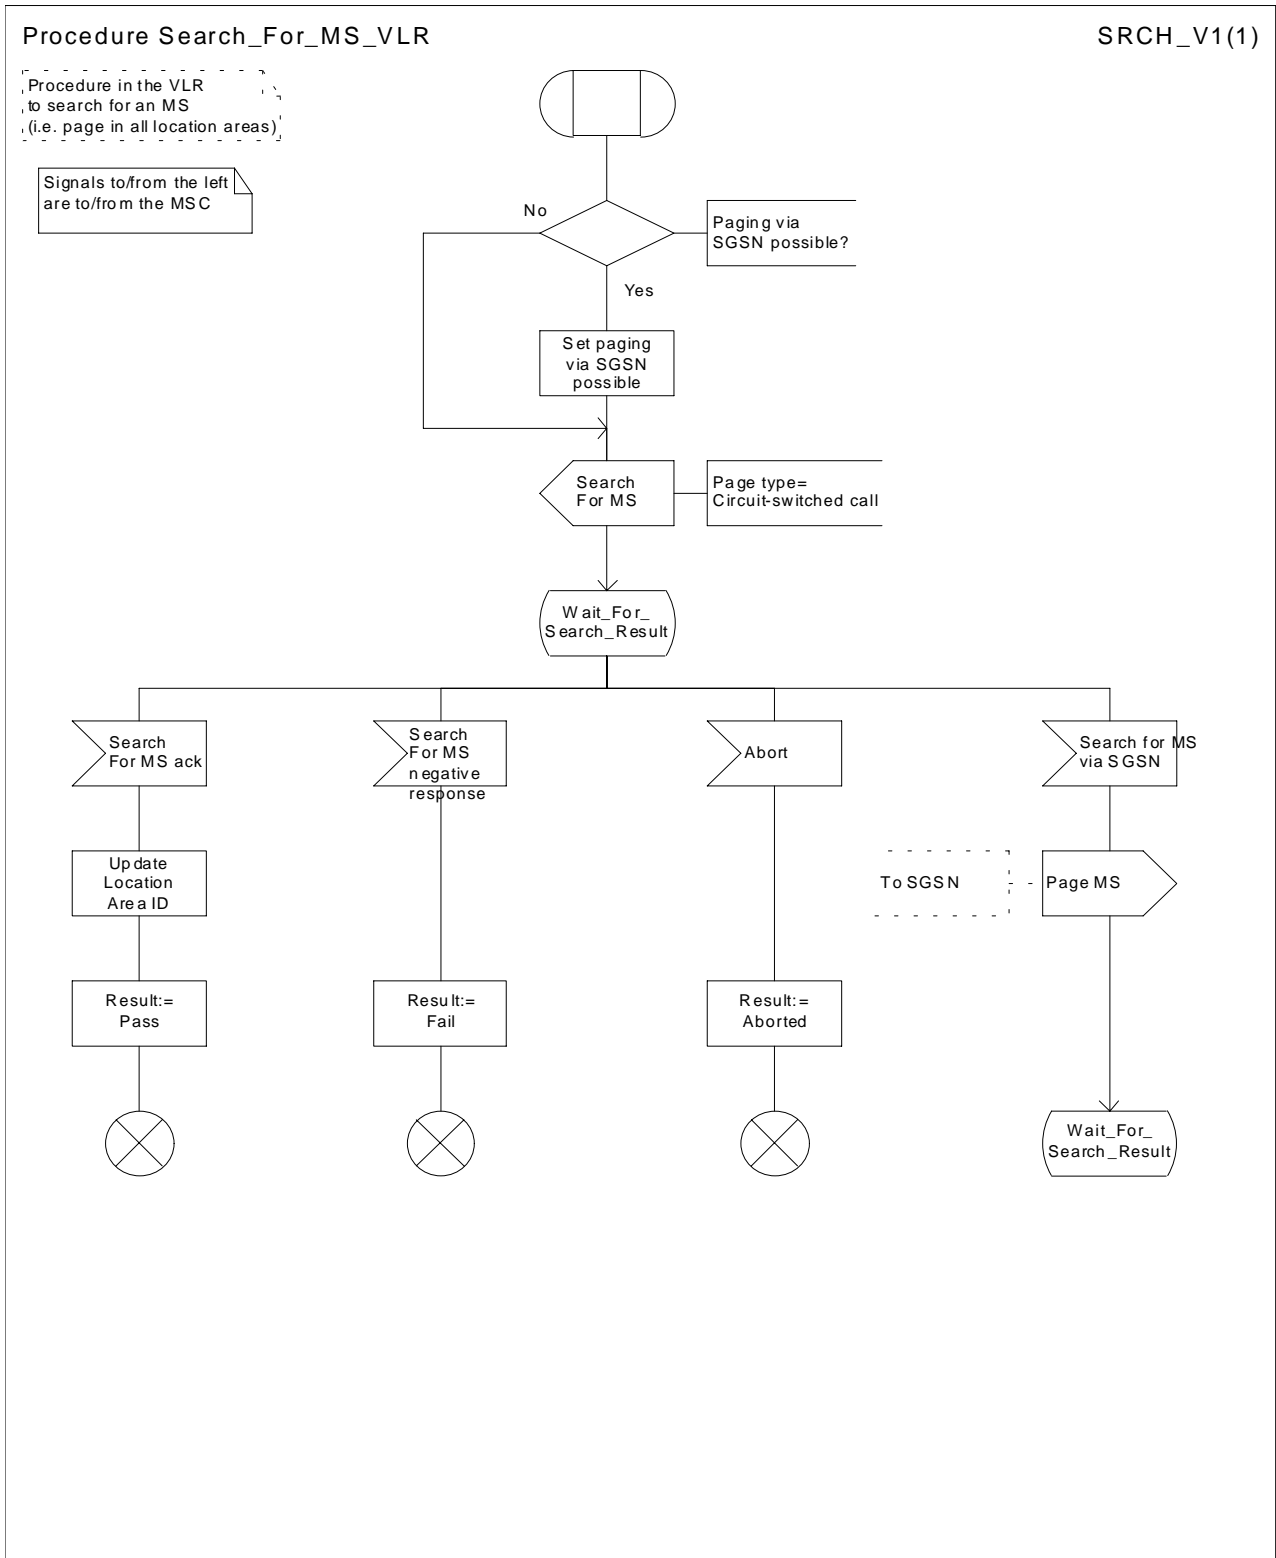 Procedure Search_For_MS_VLR
SRCH_V1(1)
Procedure in the VLR
to search for an MS
(i.e. page in all location areas)
Signals to/from the left
are to/from the MSC
No
Paging via
SGSN possible?
Yes
Set paging
via SGSN
possible
Search
For MS
Page type=
Circuit-switched call
Wait_For_
Search_Result
Search
For MS ack
Search
For MS
negative
response
Abort
Search for MS
via SGSN
Update
Location
Area ID
To SGSN
Page MS
Result:=
Pass
Result:=
Fail
Result:=
Aborted
Wait_For_
Search_Result